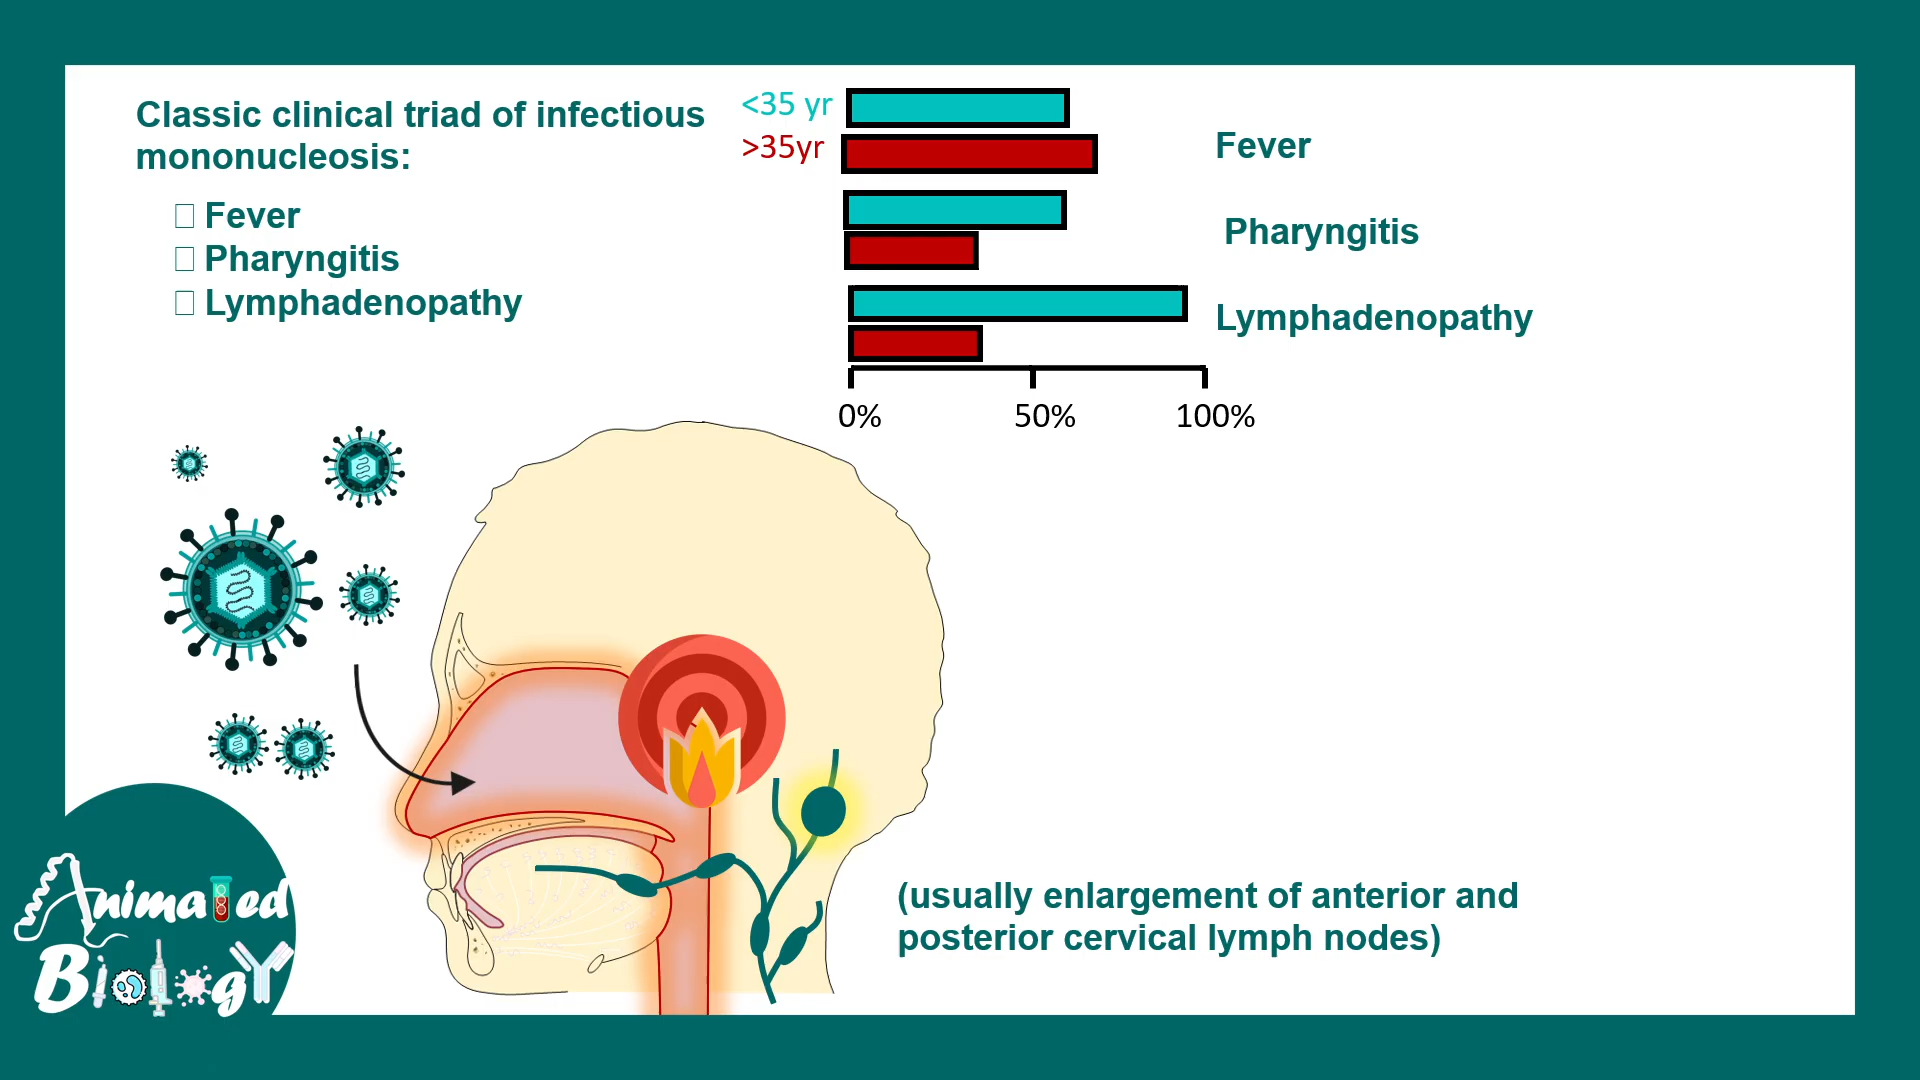 Classic clinical triad of infectious
mononucleosis:
Fever
Pharyngitis
Lymphadenopathy
<35 yr
>35yr
Fever
Pharyngitis
Lymphadenopathy
0% 50% 100%
(usually enlargement of anterior and
posterior cervical lymph nodes)
Animated
Biology